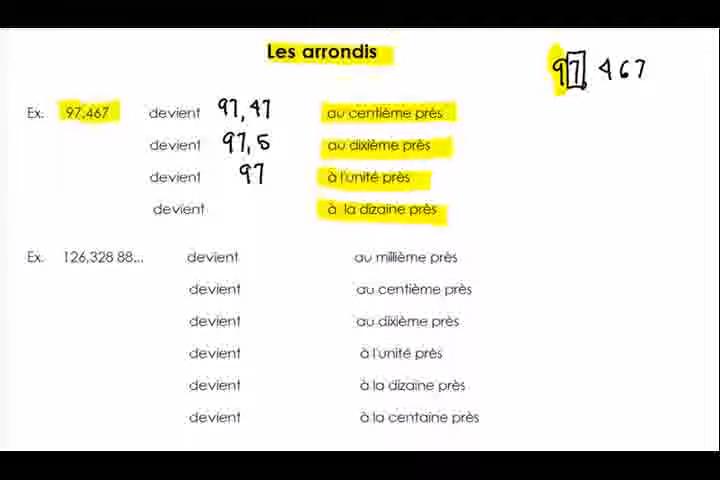 Les arrondis
97,467
Ex. 97,467 devient 97,47 au centième près
devient 97,5 au dixième près
devient 97 à l'unité près
devient à la dizaine près
Ex. 126,328 88... devient au millième près
devient au centième près
devient au dixième près
devient à l'unité près
devient à la dizaine près
devient à la centaine près